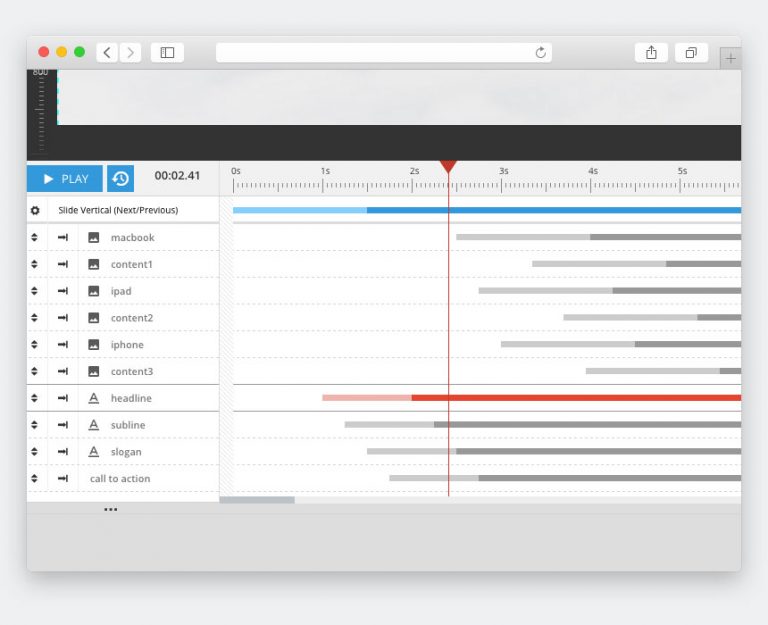 800
PLAY 00:02.41 0s 1s 2s 3s 4s 5s
Slide Vertical (Next/Previous)
macbook
content1
ipad
content2
iphone
content3
headline
subline
slogan
call to action